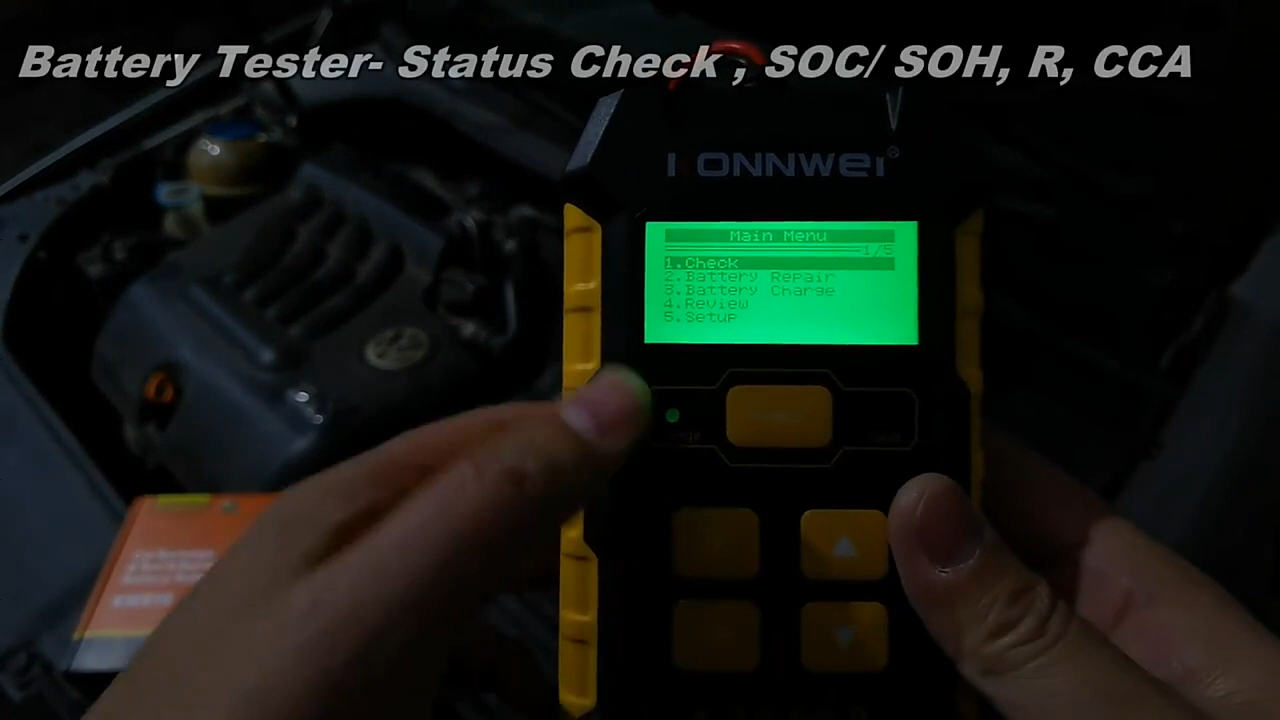 Battery Tester- Status Check , SOC/ SOH, R, CCA
KONNWEI®
Main Menu
1/5
1.Check
2.Battery Repair
3.Battery Charge
4.Review
5.Setup